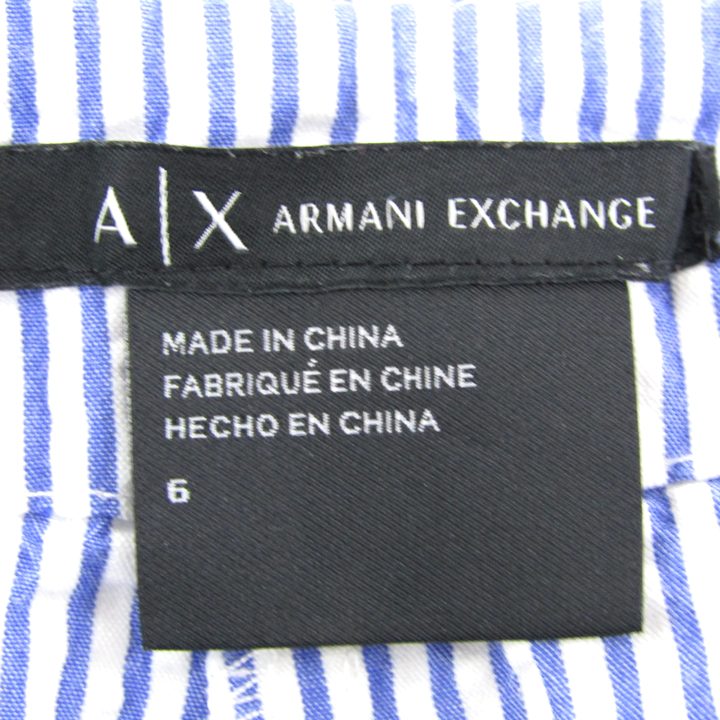 A|X ARMANI EXCHANGE
MADE IN CHINA
FABRIQUÉ EN CHINE
HECHO EN CHINA
6